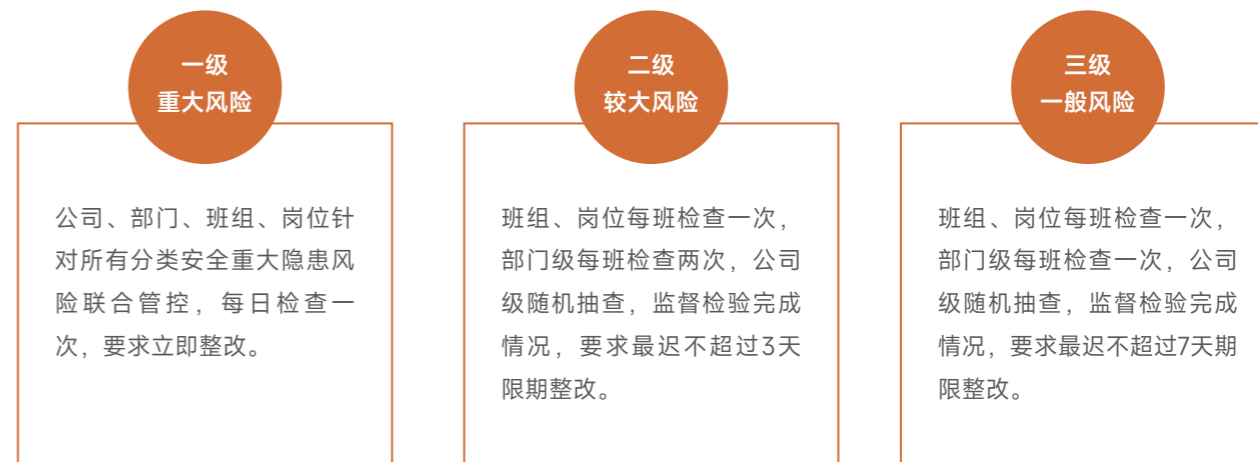 一级
重大风险
公司、部门、班组、岗位针
对所有分类安全重大隐患风
险联合管控，每日检查一
次，要求立即整改。
二级
较大风险
班组、岗位每班检查一次，
部门级每班检查两次，公司
级随机抽查，监督检验完成
情况，要求最迟不超过3天
限期整改。
三级
一般风险
班组、岗位每班检查一次，
部门级每班检查一次，公司
级随机抽查，监督检验完成
情况，要求最迟不超过7天期
限整改。